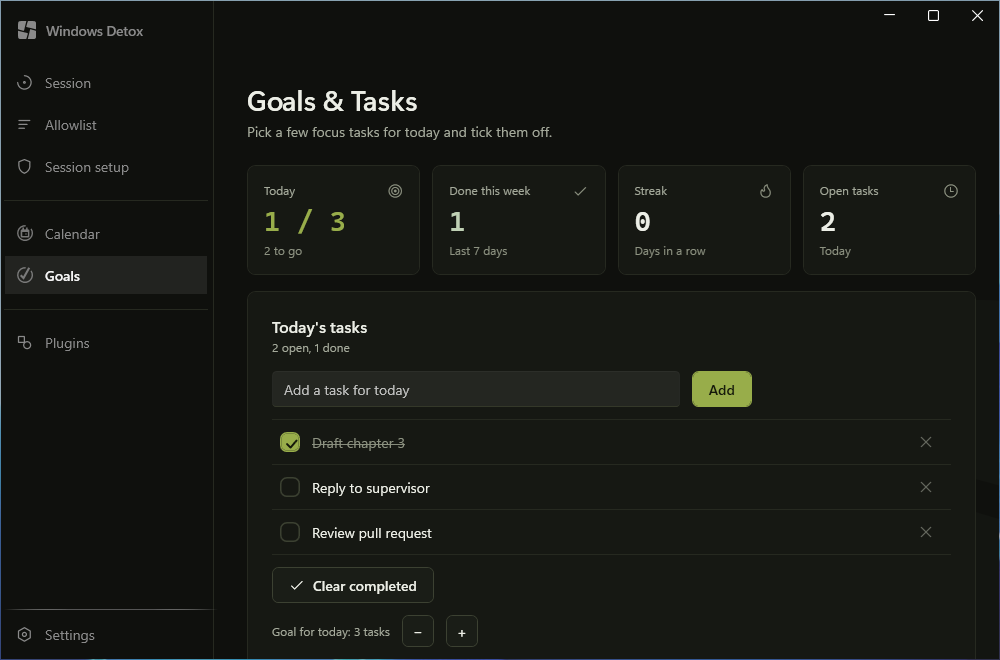 Windows Detox
Session
Allowlist
Session setup
Calendar
Goals
Plugins
Settings
Goals & Tasks
Pick a few focus tasks for today and tick them off.
Today
1 / 3
2 to go
Done this week
1
Last 7 days
Streak
0
Days in a row
Open tasks
2
Today
Today's tasks
2 open, 1 done
Add a task for today
Add
Draft chapter 3
Reply to supervisor
Review pull request
Clear completed
Goal for today: 3 tasks
− +